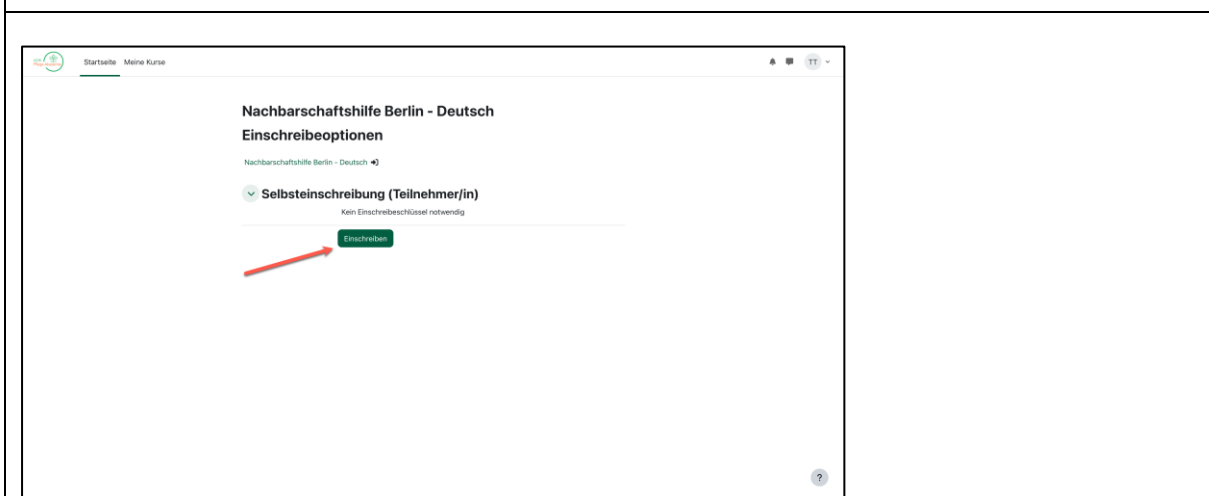 Startseite Meine Kurse
TT
Nachbarschaftshilfe Berlin - Deutsch
Einschreibeoptionen
Nachbarschaftshilfe Berlin - Deutsch
Selbsteinschreibung (Teilnehmer/in)
Kein Einschreibeschlüssel notwendig
Einschreiben
?